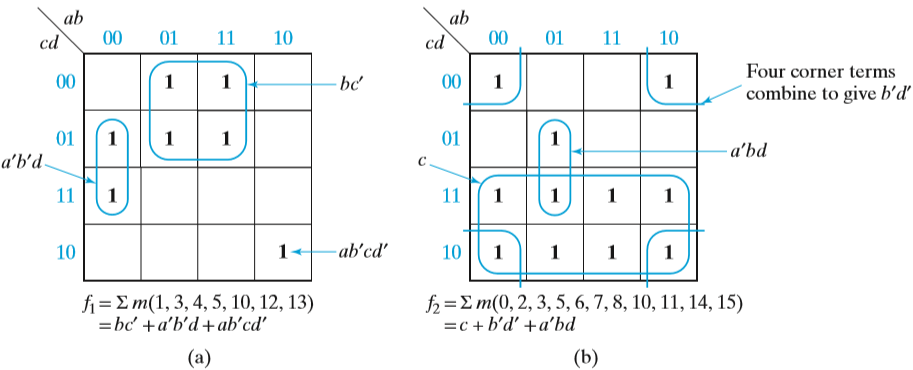 ab
cd
00 01 11 10
00 1 1 bc′
01 1 1 1
a′b′d
11 1
10 1 ab′cd′
f₁ = Σ m(1, 3, 4, 5, 10, 12, 13)
= bc′ + a′b′d + ab′cd′
(a)
ab
cd
00 01 11 10
00 1 1
Four corner terms
combine to give b′d′
01 1 a′bd
c
11 1 1 1 1
10 1 1 1 1
f₂ = Σ m(0, 2, 3, 5, 6, 7, 8, 10, 11, 14, 15)
= c + b′d′ + a′bd
(b)